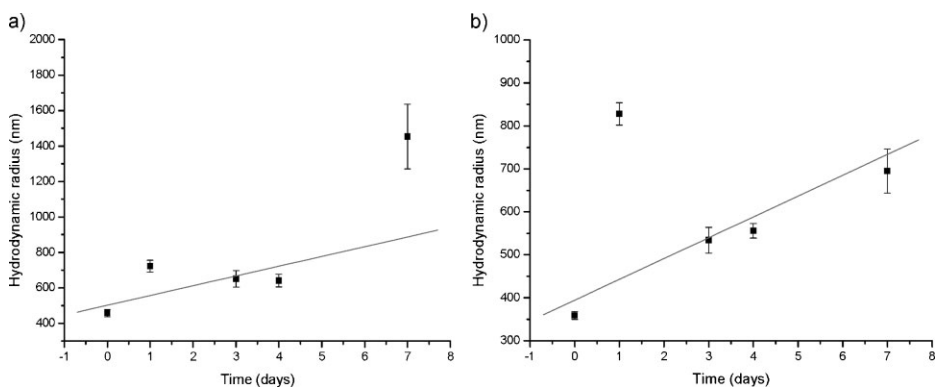 a)
Hydrodynamic radius (nm)
2000
1800
1600
1400
1200
1000
800
600
400
-1 0 1 2 3 4 5 6 7 8
Time (days)
b)
Hydrodynamic radius (nm)
1000
900
800
700
600
500
400
300
-1 0 1 2 3 4 5 6 7 8
Time (days)